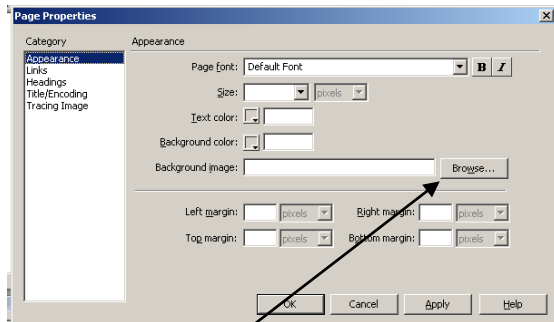 Page Properties
Category
Appearance
Links
Headings
Title/Encoding
Tracing Image
Appearance
Page font: Default Font B I
Size: pixels
Text color:
Background color:
Background image: Browse...
Left margin: pixels Right margin: pixels
Top margin: pixels Bottom margin: pixels
OK Cancel Apply Help